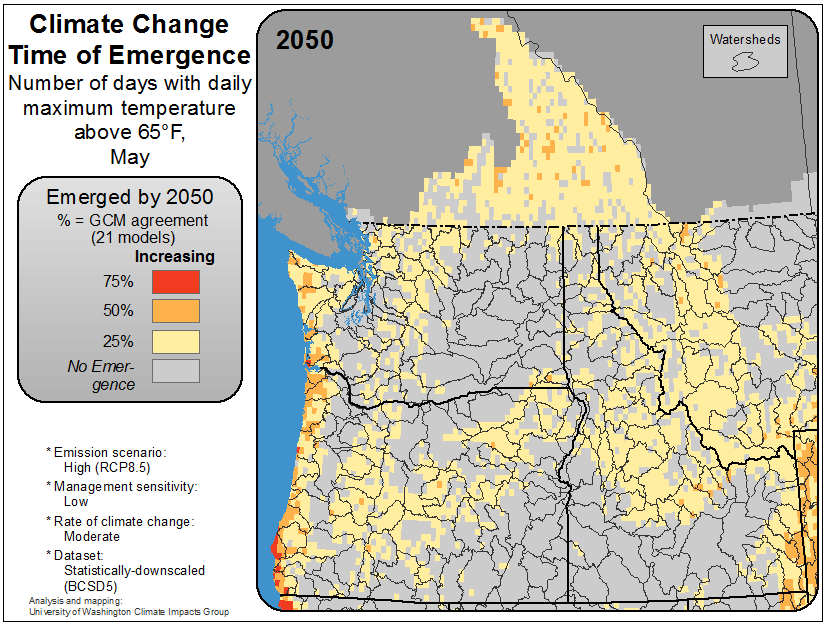 Climate Change
Time of Emergence
Number of days with daily
maximum temperature
above 65°F,
May
Emerged by 2050
% = GCM agreement
(21 models)
Increasing
75%
50%
25%
No Emer-
gence
* Emission scenario:
High (RCP8.5)
* Management sensitivity:
Low
* Rate of climate change:
Moderate
* Dataset:
Statistically-downscaled
(BCSD5)
Analysis and mapping:
University of Washington Climate Impacts Group
2050
Watersheds